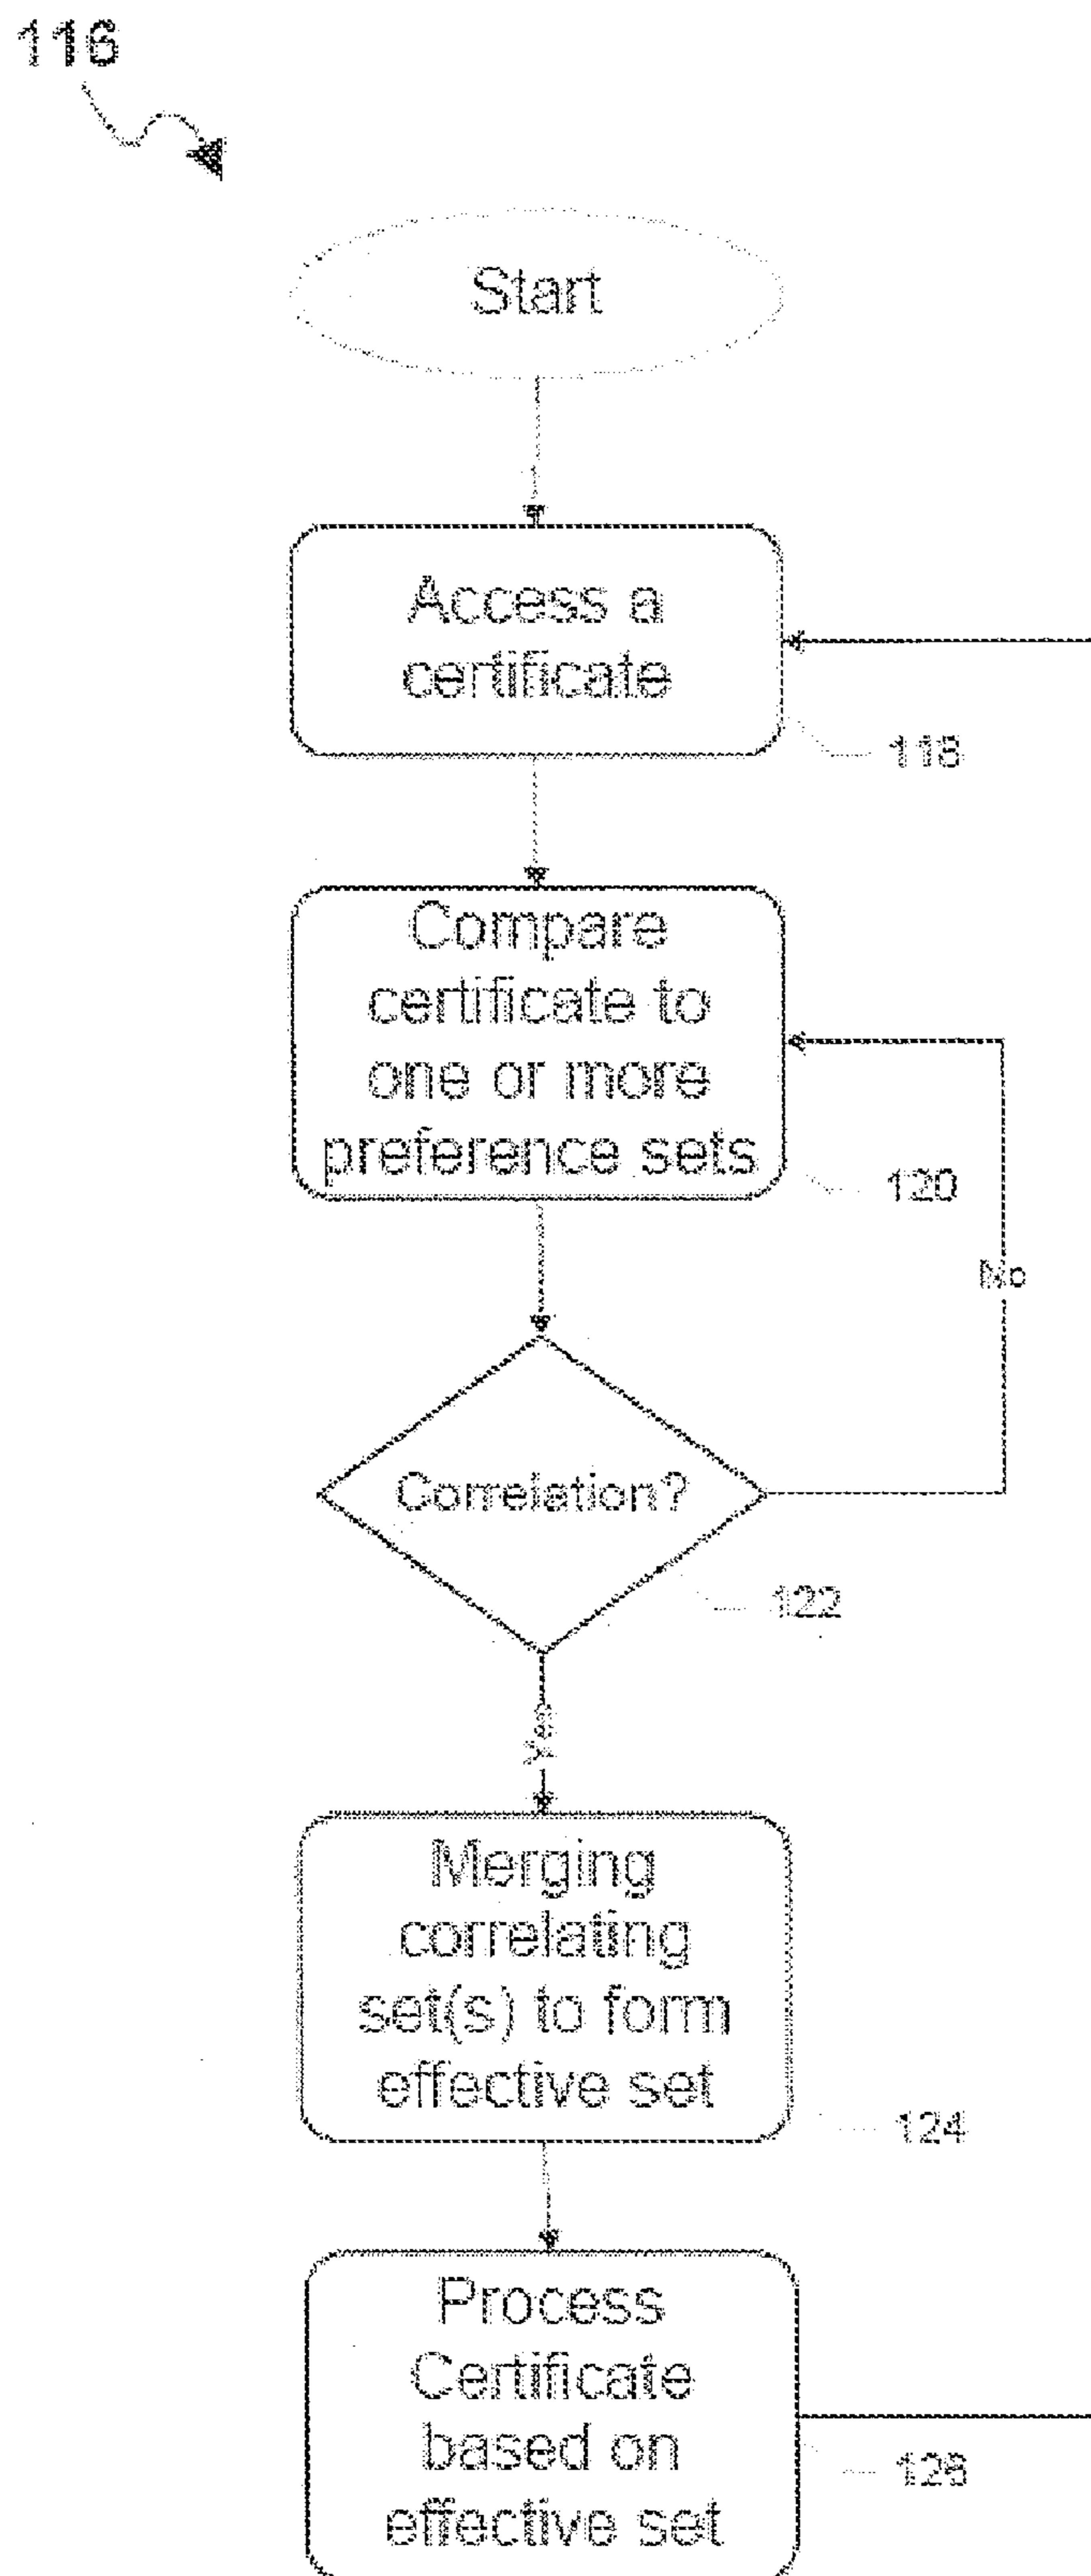 116
Start
Access a
certificate
118
Compare
certificate to
one or more
preference sets
120
No
Correlation?
122
Yes
Merging
correlating
set(s) to form
effective set
124
Process
Certificate
based on
effective set
126